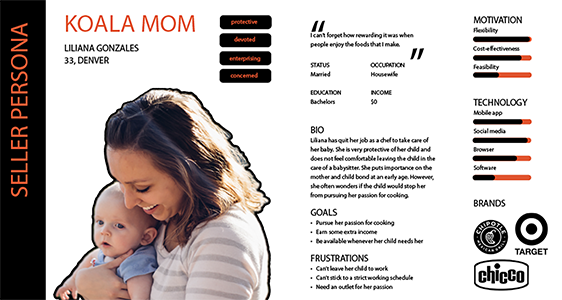 SELLER PERSONA
KOALA MOM
LILIANA GONZALES
33, DENVER
protective
devoted
enterprising
concerned
"
I can't forget how rewarding it was when
people enjoy the foods that I make.
"
STATUS
Married
OCCUPATION
Housewife
EDUCATION
Bachelors
INCOME
$0
BIO
Liliana has quit her job as a chef to take care of
her baby. She is very protective of her child and
does not feel comfortable leaving the child in the
care of a babysitter. She puts importance on the
mother and child bond at an early age. However,
she often wonders if the child would stop her
from pursuing her passion for cooking.
GOALS
• Pursue her passion for cooking
• Earn some extra income
• Be available whenever her child needs her
FRUSTRATIONS
• Can't leave her child to work
• Can't stick to a strict working schedule
• Need an outlet for her passion
MOTIVATION
Flexibility
Cost-effectiveness
Feasibility
TECHNOLOGY
Mobile app
Social media
Browser
Software
BRANDS
CHIPOTLE
MEXICAN GRILL
TARGET
chicco